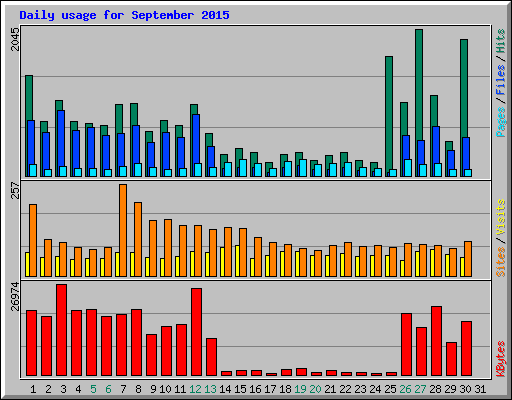 Daily usage for September 2015
2045
Pages / Files / Hits
257
Sites / Visits
26974
KBytes
1 2 3 4 5 6 7 8 9 10 11 12 13 14 15 16 17 18 19 20 21 22 23 24 25 26 27 28 29 30 31